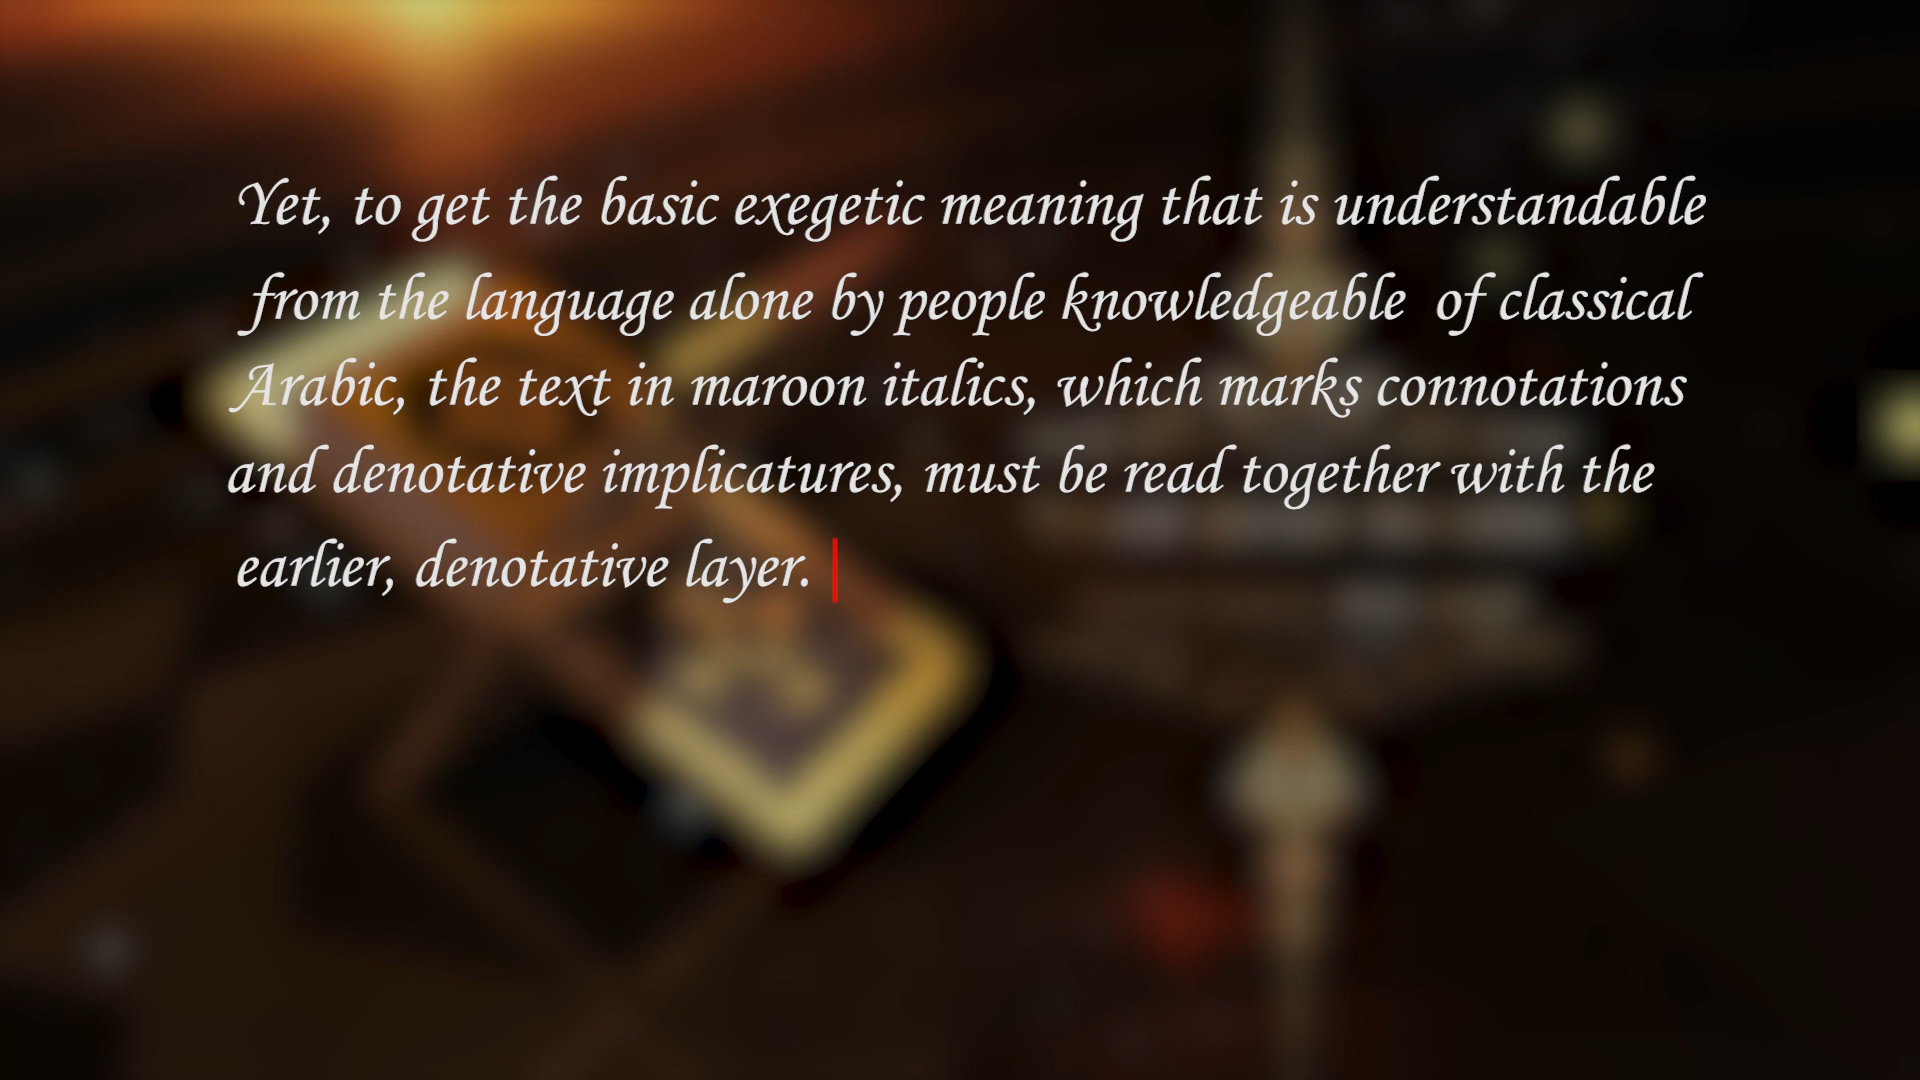 Yet, to get the basic exegetic meaning that is understandable
from the language alone by people knowledgeable of classical
Arabic, the text in maroon italics, which marks connotations
and denotative implicatures, must be read together with the
earlier, denotative layer.